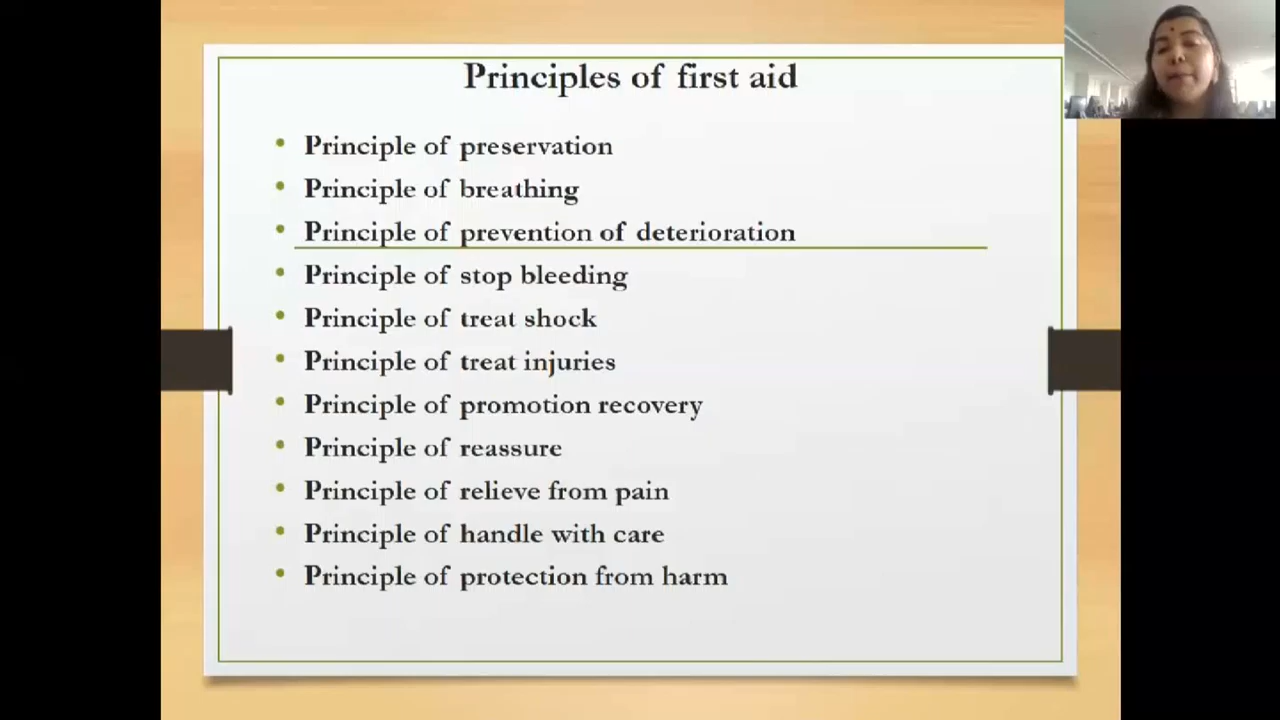 Principles of first aid
• Principle of preservation
• Principle of breathing
• Principle of prevention of deterioration
• Principle of stop bleeding
• Principle of treat shock
• Principle of treat injuries
• Principle of promotion recovery
• Principle of reassure
• Principle of relieve from pain
• Principle of handle with care
• Principle of protection from harm